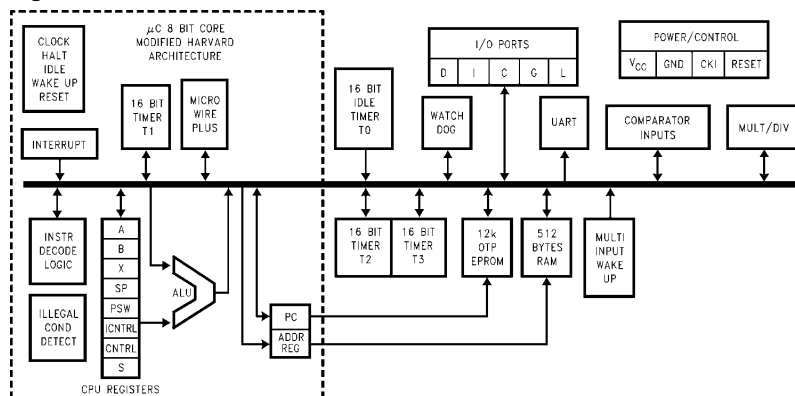 CLOCK
HALT
IDLE
WAKE UP
RESET
µC 8 BIT CORE
MODIFIED HARVARD
ARCHITECTURE
16 BIT
TIMER
T1
MICRO
WIRE
PLUS
INTERRUPT
16 BIT
IDLE
TIMER
T0
WATCH
DOG
I/O PORTS
D I C G L
UART
POWER/CONTROL
VCC GND CKI RESET
COMPARATOR
INPUTS
MULT/DIV
INSTR
DECODE
LOGIC
ILLEGAL
COND
DETECT
A
B
X
SP
PSW
ICNTRL
CNTRL
S
CPU REGISTERS
ALU
PC
ADDR
REG
16 BIT
TIMER
T2
16 BIT
TIMER
T3
12k
OTP
EPROM
512
BYTES
RAM
MULTI
INPUT
WAKE
UP